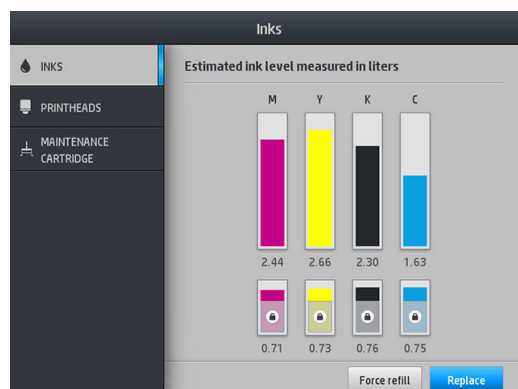 Inks
INKS
PRINTHEADS
MAINTENANCE
CARTRIDGE
Estimated ink level measured in liters
M Y K C
2.44 2.66 2.30 1.63
0.71 0.73 0.76 0.75
Force refill Replace